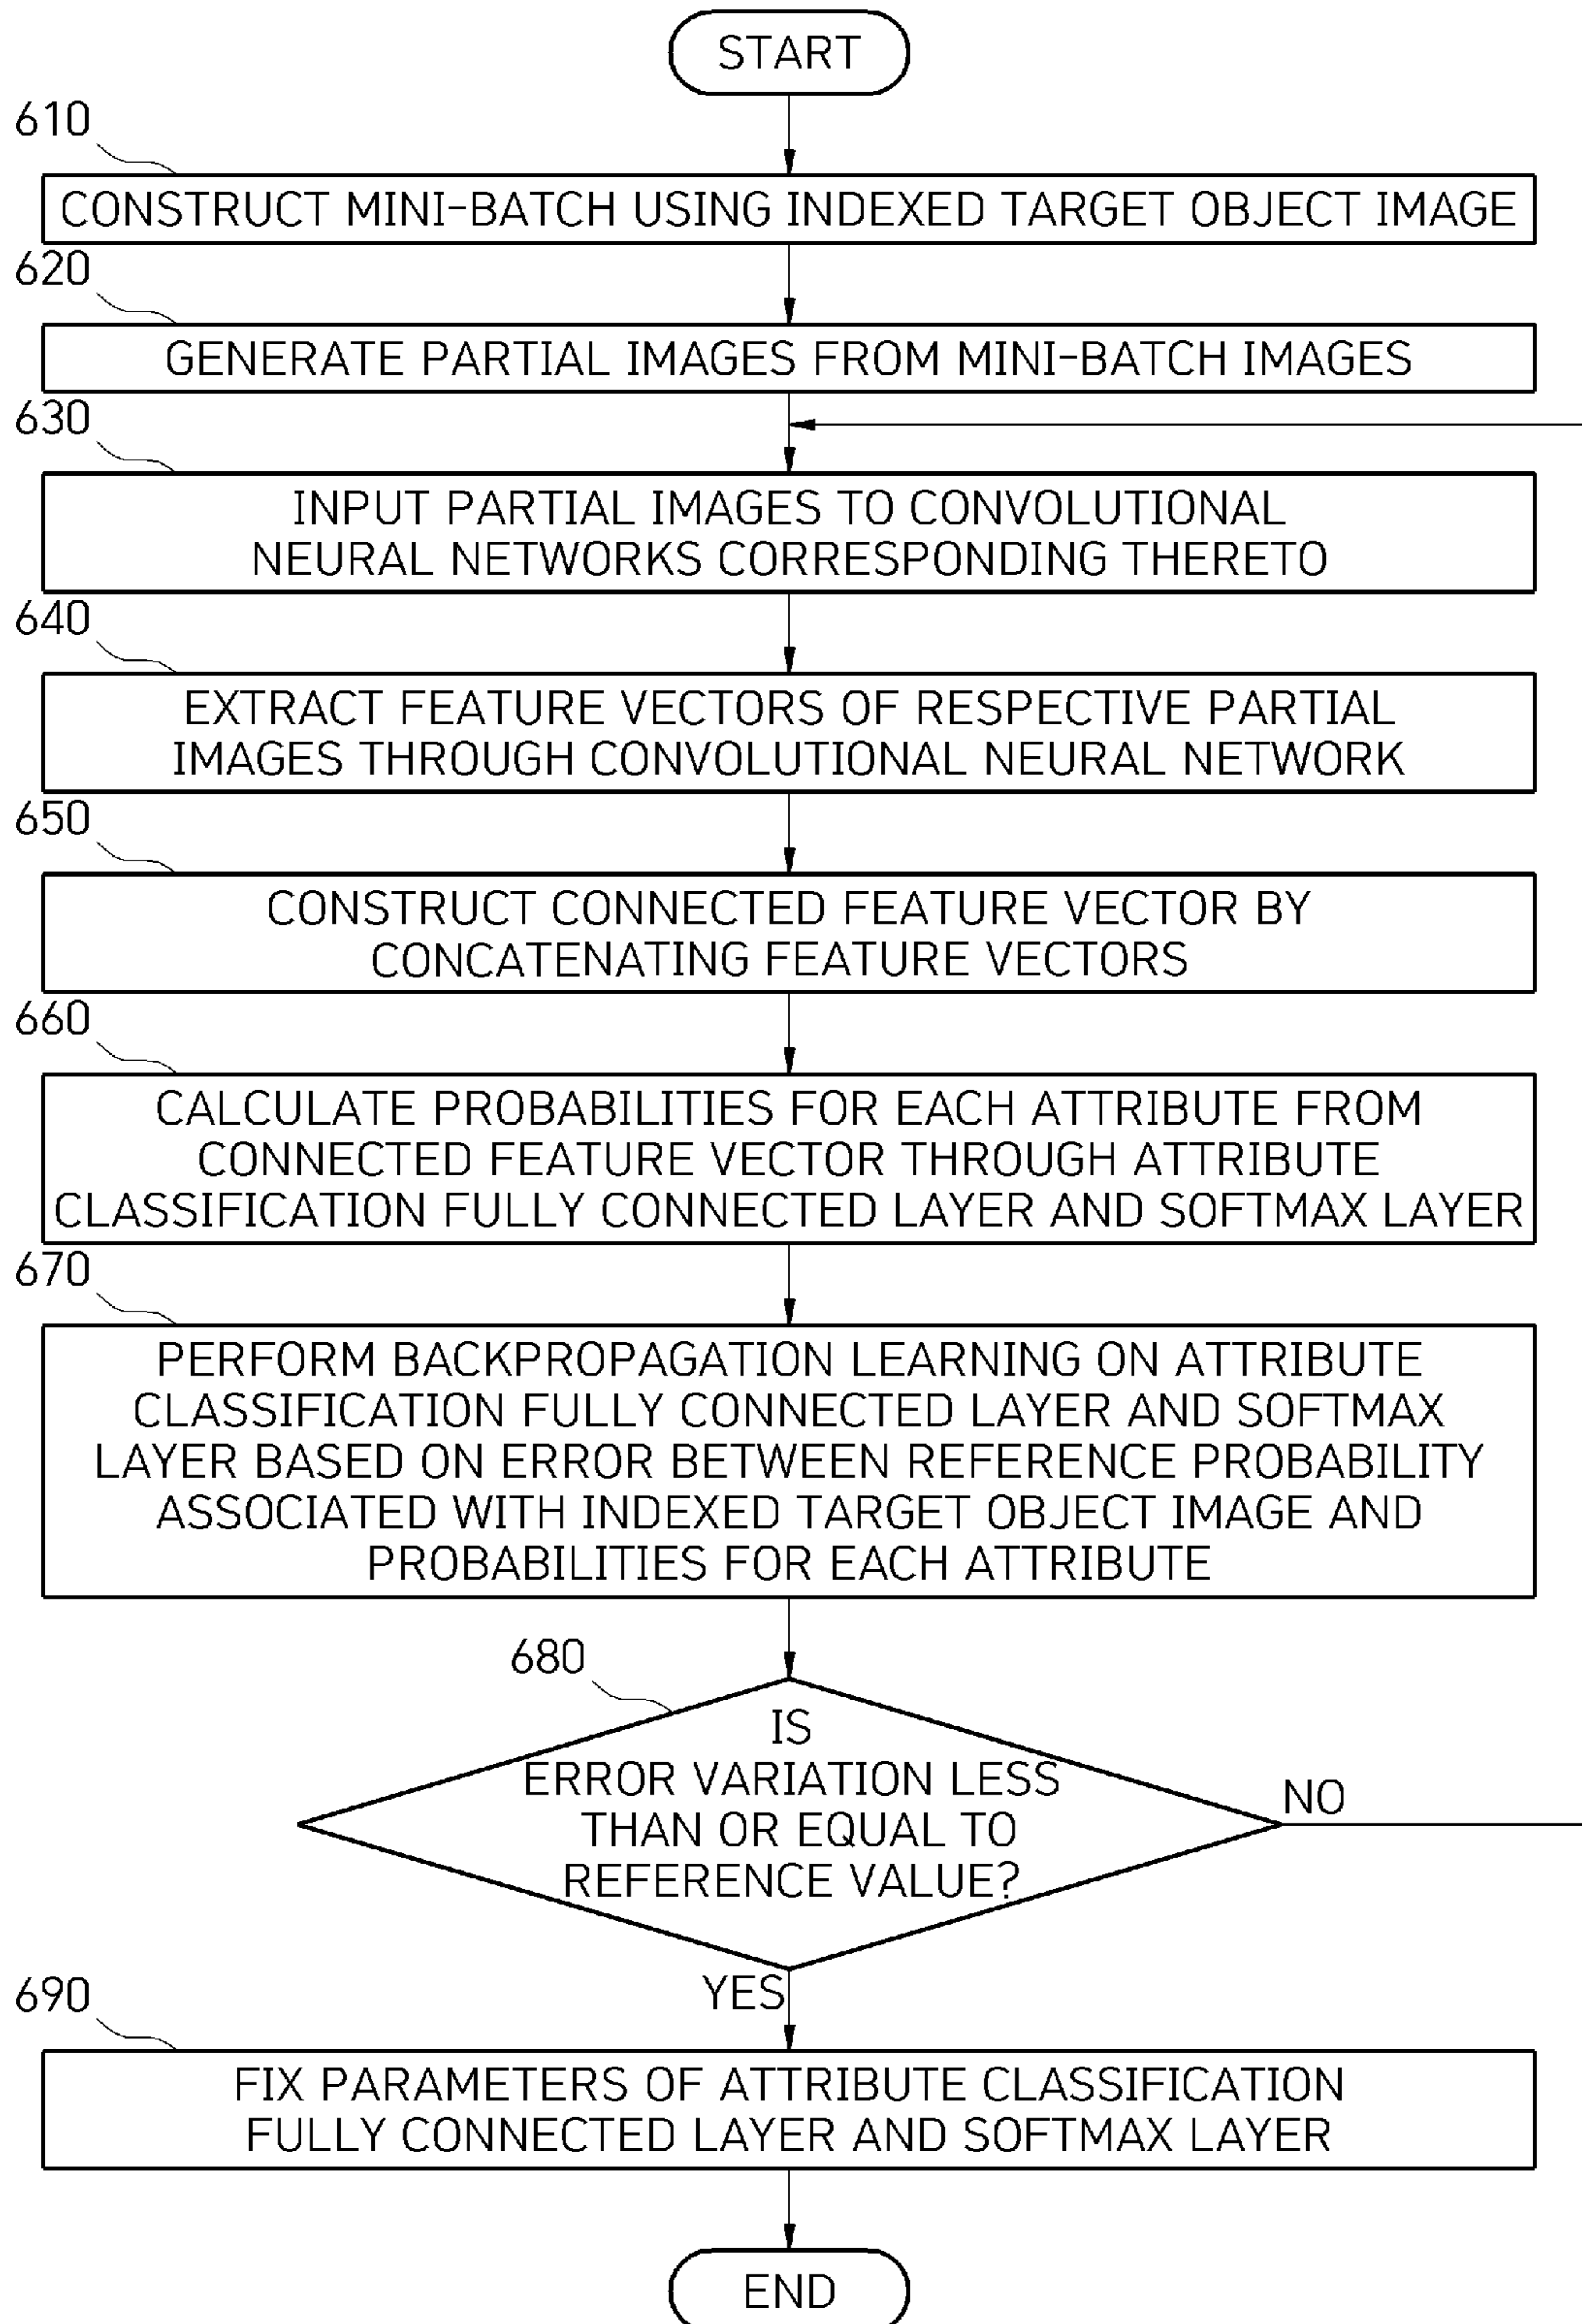 START
610
CONSTRUCT MINI-BATCH USING INDEXED TARGET OBJECT IMAGE
620
GENERATE PARTIAL IMAGES FROM MINI-BATCH IMAGES
630
INPUT PARTIAL IMAGES TO CONVOLUTIONAL
NEURAL NETWORKS CORRESPONDING THERETO
640
EXTRACT FEATURE VECTORS OF RESPECTIVE PARTIAL
IMAGES THROUGH CONVOLUTIONAL NEURAL NETWORK
650
CONSTRUCT CONNECTED FEATURE VECTOR BY
CONCATENATING FEATURE VECTORS
660
CALCULATE PROBABILITIES FOR EACH ATTRIBUTE FROM
CONNECTED FEATURE VECTOR THROUGH ATTRIBUTE
CLASSIFICATION FULLY CONNECTED LAYER AND SOFTMAX LAYER
670
PERFORM BACKPROPAGATION LEARNING ON ATTRIBUTE
CLASSIFICATION FULLY CONNECTED LAYER AND SOFTMAX
LAYER BASED ON ERROR BETWEEN REFERENCE PROBABILITY
ASSOCIATED WITH INDEXED TARGET OBJECT IMAGE AND
PROBABILITIES FOR EACH ATTRIBUTE
680
IS
ERROR VARIATION LESS
THAN OR EQUAL TO
REFERENCE VALUE?
NO
YES
690
FIX PARAMETERS OF ATTRIBUTE CLASSIFICATION
FULLY CONNECTED LAYER AND SOFTMAX LAYER
END